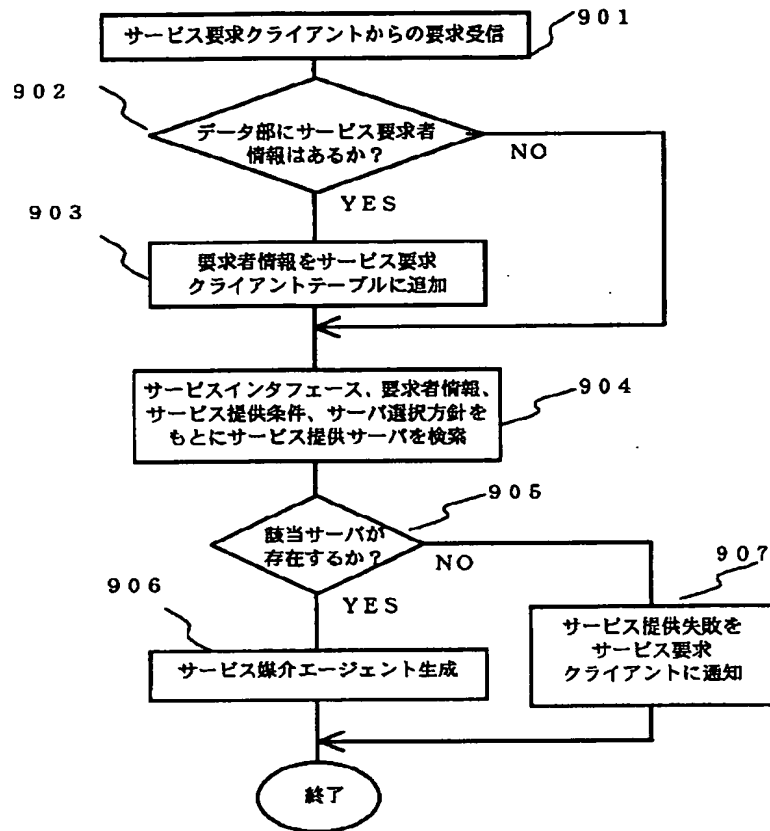 サービス要求クライアントからの要求受信
901
902
データ部にサービス要求者
情報はあるか？
NO
YES
903
要求者情報をサービス要求
クライアントテーブルに追加
サービスインタフェース、要求者情報、
サービス提供条件、サーバ選択方針を
もとにサービス提供サーバを検索
904
905
該当サーバが
存在するか？
NO
907
906
YES
サービス提供失敗を
サービス要求
クライアントに通知
サービス媒介エージェント生成
終了